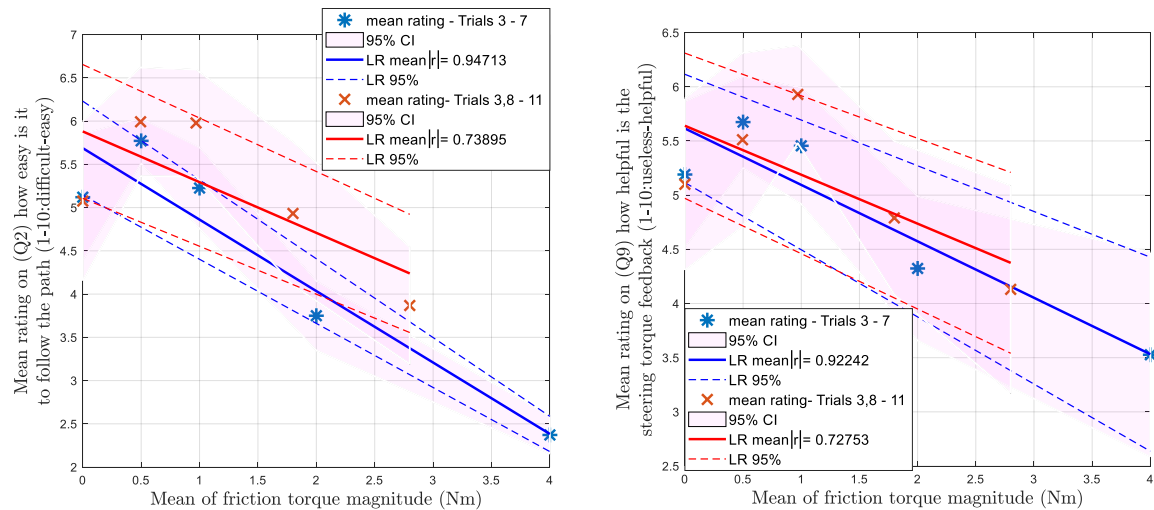 mean rating - Trials 3 - 7
95% CI
LR mean|r|= 0.94713
LR 95%
mean rating- Trials 3,8 - 11
95% CI
LR mean|r|= 0.73895
LR 95%
Mean rating on (Q2) how easy is it
to follow the path (1-10:difficult-easy)
7
6.5
6
5.5
5
4.5
4
3.5
3
2.5
2
0
0.5
1
1.5
2
2.5
3
3.5
4
Mean of friction torque magnitude (Nm)
Mean rating on (Q9) how helpful is the
steering torque feedback (1-10:useless-helpful)
6.5
6
5.5
5
4.5
4
3.5
3
2.5
mean rating - Trials 3 - 7
95% CI
LR mean|r|= 0.92242
LR 95%
mean rating- Trials 3,8 - 11
95% CI
LR mean|r|= 0.72753
LR 95%
0
0.5
1
1.5
2
2.5
3
3.5
4
Mean of friction torque magnitude (Nm)